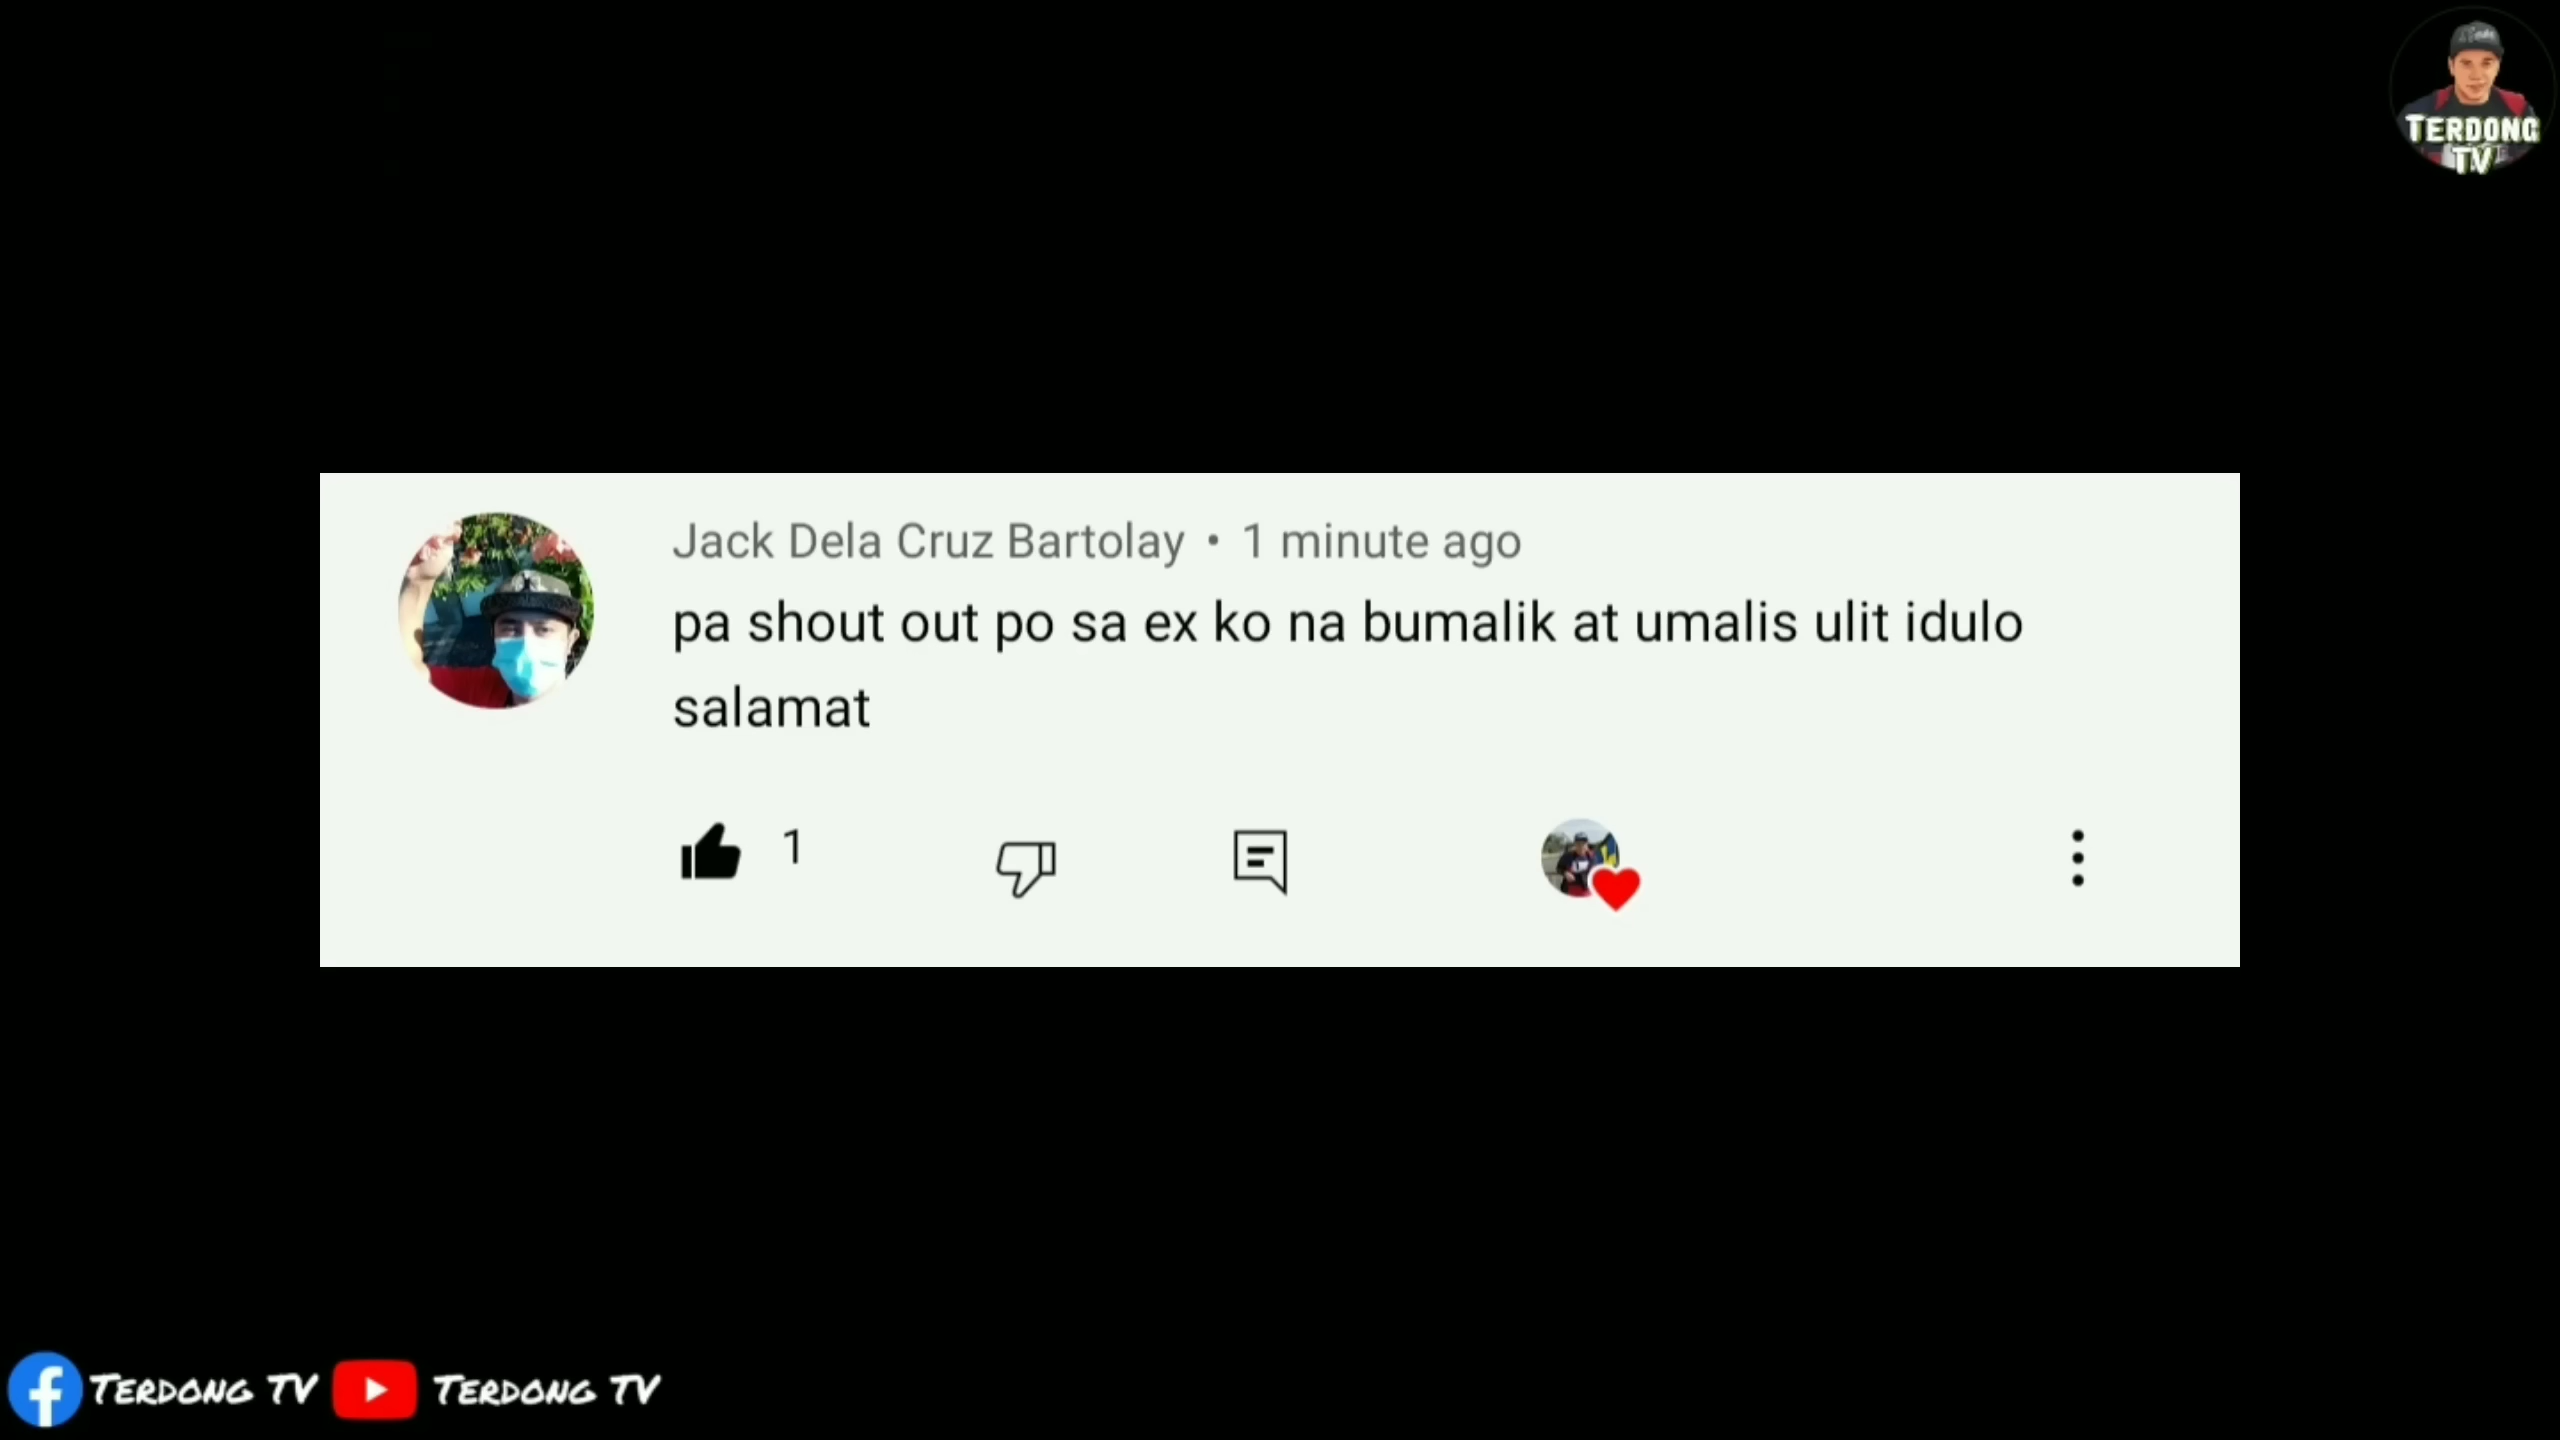 TERDONG
TV
Jack Dela Cruz Bartolay • 1 minute ago
pa shout out po sa ex ko na bumalik at umalis ulit idulo
salamat
1
TERDONG TV TERDONG TV